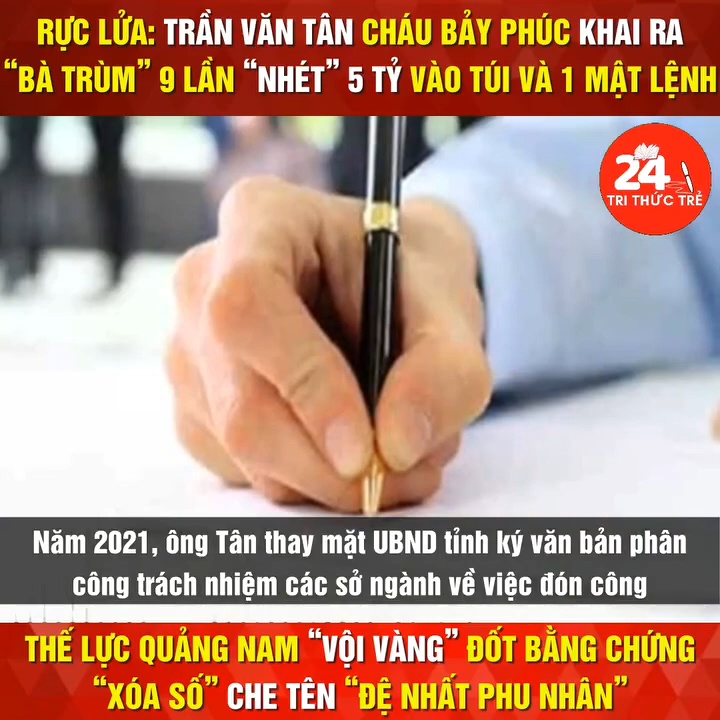 RỰC LỬA: TRẦN VĂN TÂN CHÁU BẢY PHÚC KHAI RA
“BÀ TRÙM” 9 LẦN “NHÉT” 5 TỶ VÀO TÚI VÀ 1 MẬT LỆNH
24
TRI THỨC TRẺ
Năm 2021, ông Tân thay mặt UBND tỉnh ký văn bản phân
công trách nhiệm các sở ngành về việc đón công
THẾ LỰC QUẢNG NAM “VỘI VÀNG” ĐỐT BẰNG CHỨNG
“XÓA SỐ” CHE TÊN “ĐỆ NHẤT PHU NHÂN”